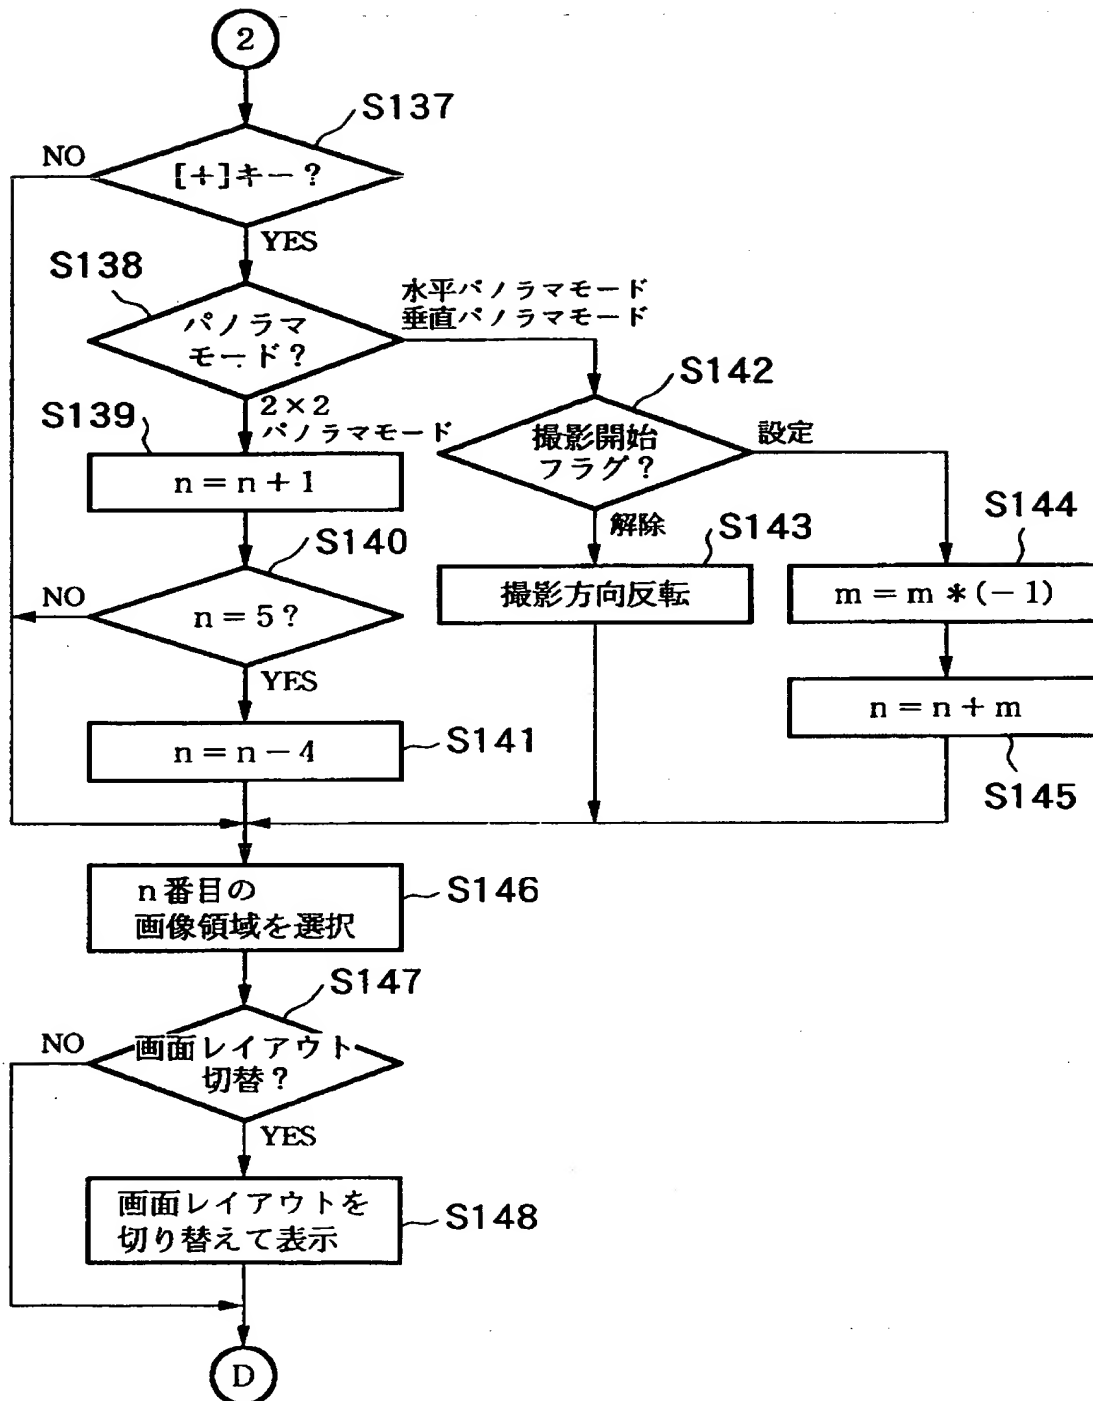 2
S137
NO
[+]キー?
YES
S138
水平パノラマモード
垂直パノラマモード
パノラマ
モード?
S142
S139
2×2
パノラマモード
撮影開始
フラグ?
設定
n=n+1
S144
解除
S143
S140
撮影方向反転
m=m*(-1)
NO
n=5?
YES
n=n+m
n=n-4
S141
S145
n番目の
画像領域を選択
S146
S147
NO
画面レイアウト
切替?
YES
画面レイアウトを
切り替えて表示
S148
D